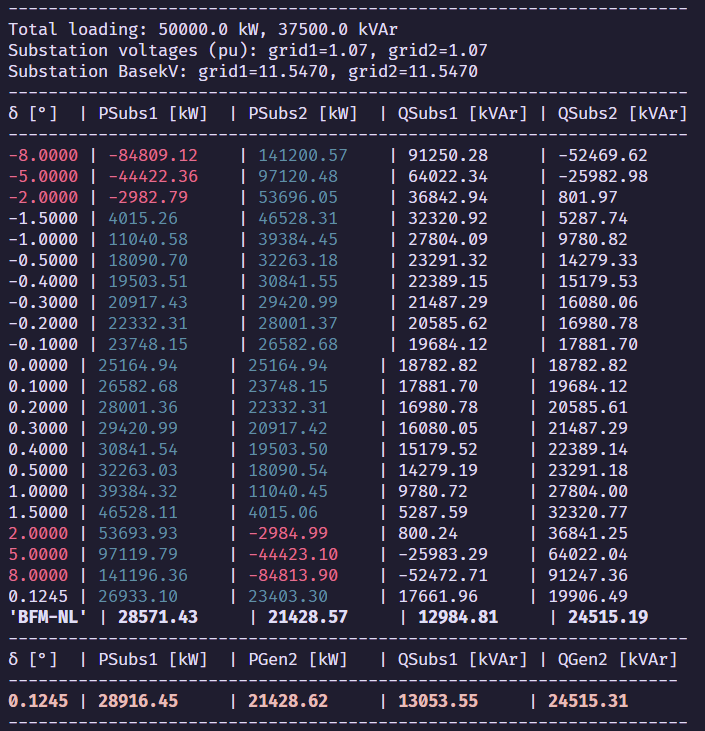 --------------------------------------------------------------------
Total loading: 50000.0 kW, 37500.0 kVAr
Substation voltages (pu): grid1=1.07, grid2=1.07
Substation BasekV: grid1=11.5470, grid2=11.5470
--------------------------------------------------------------------
δ [°]  | PSubs1 [kW]  | PSubs2 [kW]  | QSubs1 [kVAr] | QSubs2 [kVAr]
--------------------------------------------------------------------
-8.0000 | -84809.12    | 141200.57    | 91250.28     | -52469.62
-5.0000 | -44422.36    | 97120.48     | 64022.34     | -25982.98
-2.0000 | -2982.79     | 53696.05     | 36842.94     | 801.97
-1.5000 | 4015.26      | 46528.31     | 32320.92     | 5287.74
-1.0000 | 11040.58     | 39384.45     | 27804.09     | 9780.82
-0.5000 | 18090.70     | 32263.18     | 23291.32     | 14279.33
-0.4000 | 19503.51     | 30841.55     | 22389.15     | 15179.53
-0.3000 | 20917.43     | 29420.99     | 21487.29     | 16080.06
-0.2000 | 22332.31     | 28001.37     | 20585.62     | 16980.78
-0.1000 | 23748.15     | 26582.68     | 19684.12     | 17881.70
0.0000 | 25164.94     | 25164.94     | 18782.82     | 18782.82
0.1000 | 26582.68     | 23748.15     | 17881.70     | 19684.12
0.2000 | 28001.36     | 22332.31     | 16980.78     | 20585.61
0.3000 | 29420.99     | 20917.42     | 16080.05     | 21487.29
0.4000 | 30841.54     | 19503.50     | 15179.52     | 22389.14
0.5000 | 32263.03     | 18090.54     | 14279.19     | 23291.18
1.0000 | 39384.32     | 11040.45     | 9780.72      | 27804.00
1.5000 | 46528.11     | 4015.06      | 5287.59      | 32320.77
2.0000 | 53693.93     | -2984.99     | 800.24       | 36841.25
5.0000 | 97119.79     | -44423.10    | -25983.29    | 64022.04
8.0000 | 141196.36    | -84813.90    | -52472.71    | 91247.36
0.1245 | 26933.10     | 23403.30     | 17661.96     | 19906.49
'BFM-NL' | 28571.43     | 21428.57     | 12984.81     | 24515.19
--------------------------------------------------------------------
δ [°]  | PSubs1 [kW]  | PGen2 [kW]   | QSubs1 [kVAr] | QGen2 [kVAr]
-------------------------------------------------------------------
0.1245 | 28916.45     | 21428.62     | 13053.55     | 24515.31
--------------------------------------------------------------------